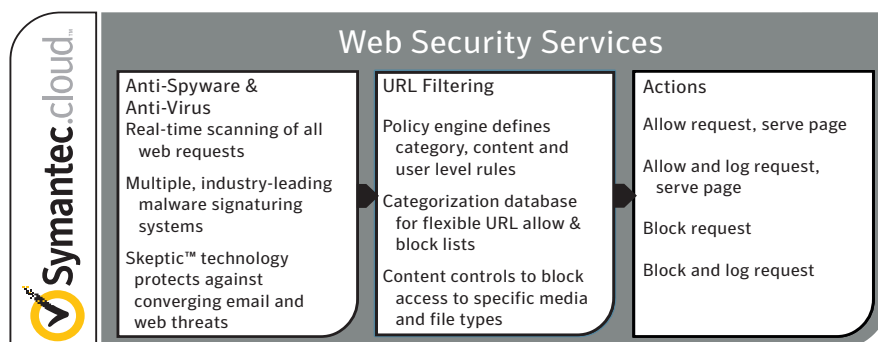 Symantec.cloud™
Web Security Services
Anti-Spyware &
Anti-Virus
Real-time scanning of all
web requests
Multiple, industry-leading
malware signaturing
systems
Skeptic™ technology
protects against
converging email and
web threats
URL Filtering
Policy engine defines
category, content and
user level rules
Categorization database
for flexible URL allow &
block lists
Content controls to block
access to specific media
and file types
Actions
Allow request, serve page
Allow and log request,
serve page
Block request
Block and log request